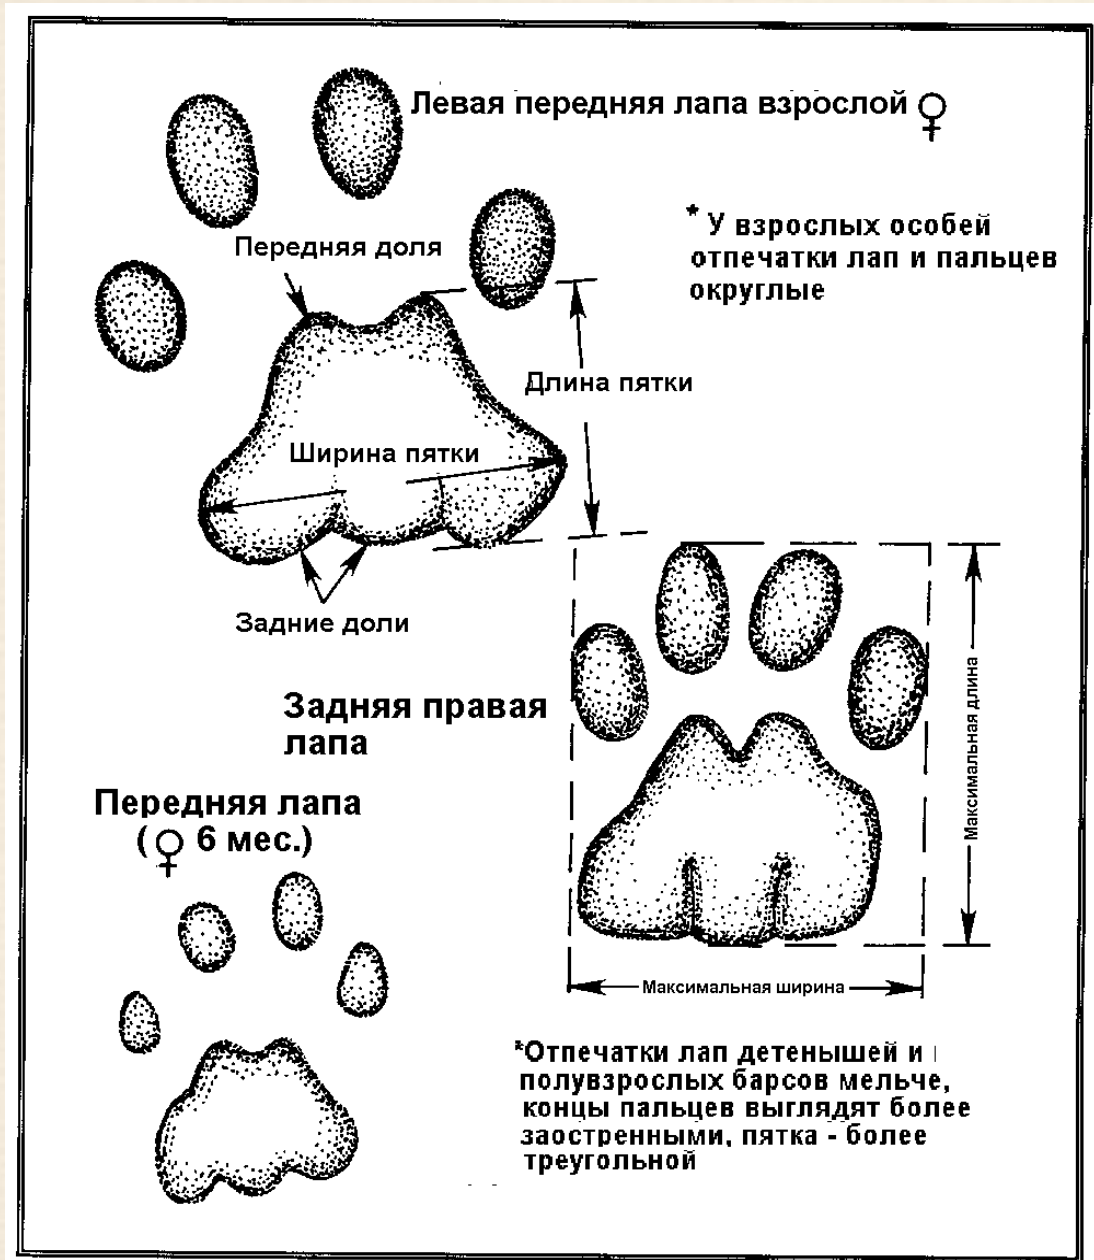 Левая передняя лапа взрослой ♀
* У взрослых особей
отпечатки лап и пальцев
округлые
Передняя доля
Длина пятки
Ширина пятки
Задние доли
Задняя правая
лапа
Максимальная длина
Максимальная ширина
Передняя лапа
(♀ 6 мес.)
*Отпечатки лап детенышей и
полувзрослых барсов мельче,
концы пальцев выглядят более
заостренными, пятка - более
треугольной